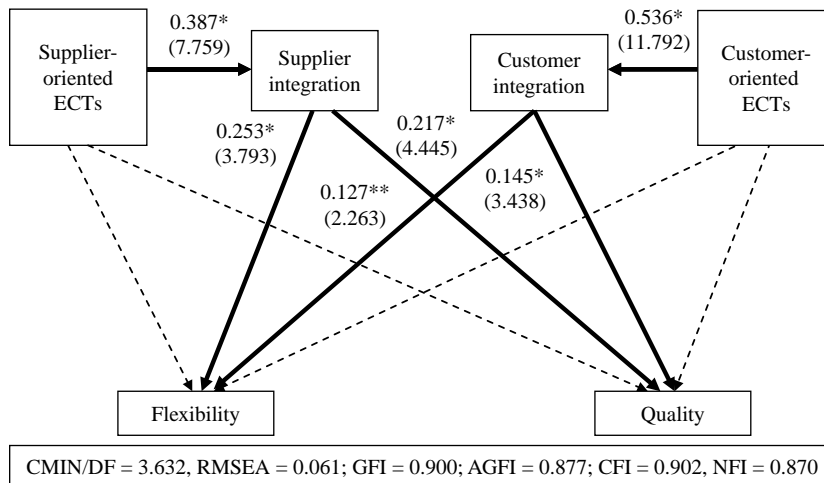 0.387*
(7.759)
0.536*
(11.792)
Supplier-
oriented
ECTs
Supplier
integration
Customer
integration
Customer-
oriented
ECTs
0.253*
(3.793)
0.217*
(4.445)
0.127**
(2.263)
0.145*
(3.438)
Flexibility
Quality
CMIN/DF = 3.632, RMSEA = 0.061; GFI = 0.900; AGFI = 0.877; CFI = 0.902, NFI = 0.870